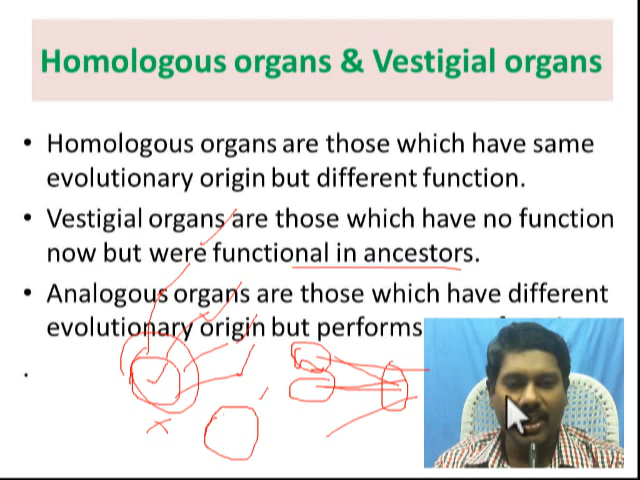 Homologous organs & Vestigial organs
• Homologous organs are those which have same
evolutionary origin but different function.
• Vestigial organs are those which have no function
now but were functional in ancestors.
• Analogous organs are those which have different
evolutionary origin but performs
.